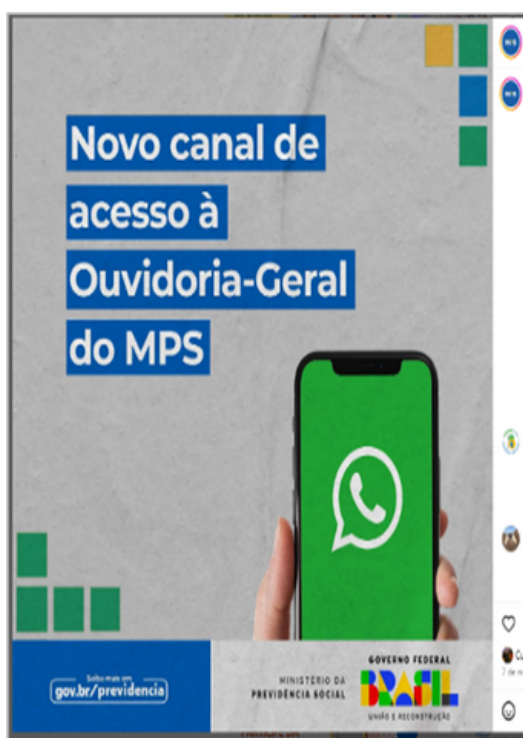 Novo canal de
acesso à
Ouvidoria-Geral
do MPS
Saiba mais em
gov.br/previdencia
MINISTÉRIO DA
PREVIDÊNCIA SOCIAL
GOVERNO FEDERAL
BRASIL
UNIÃO E RECONSTRUÇÃO